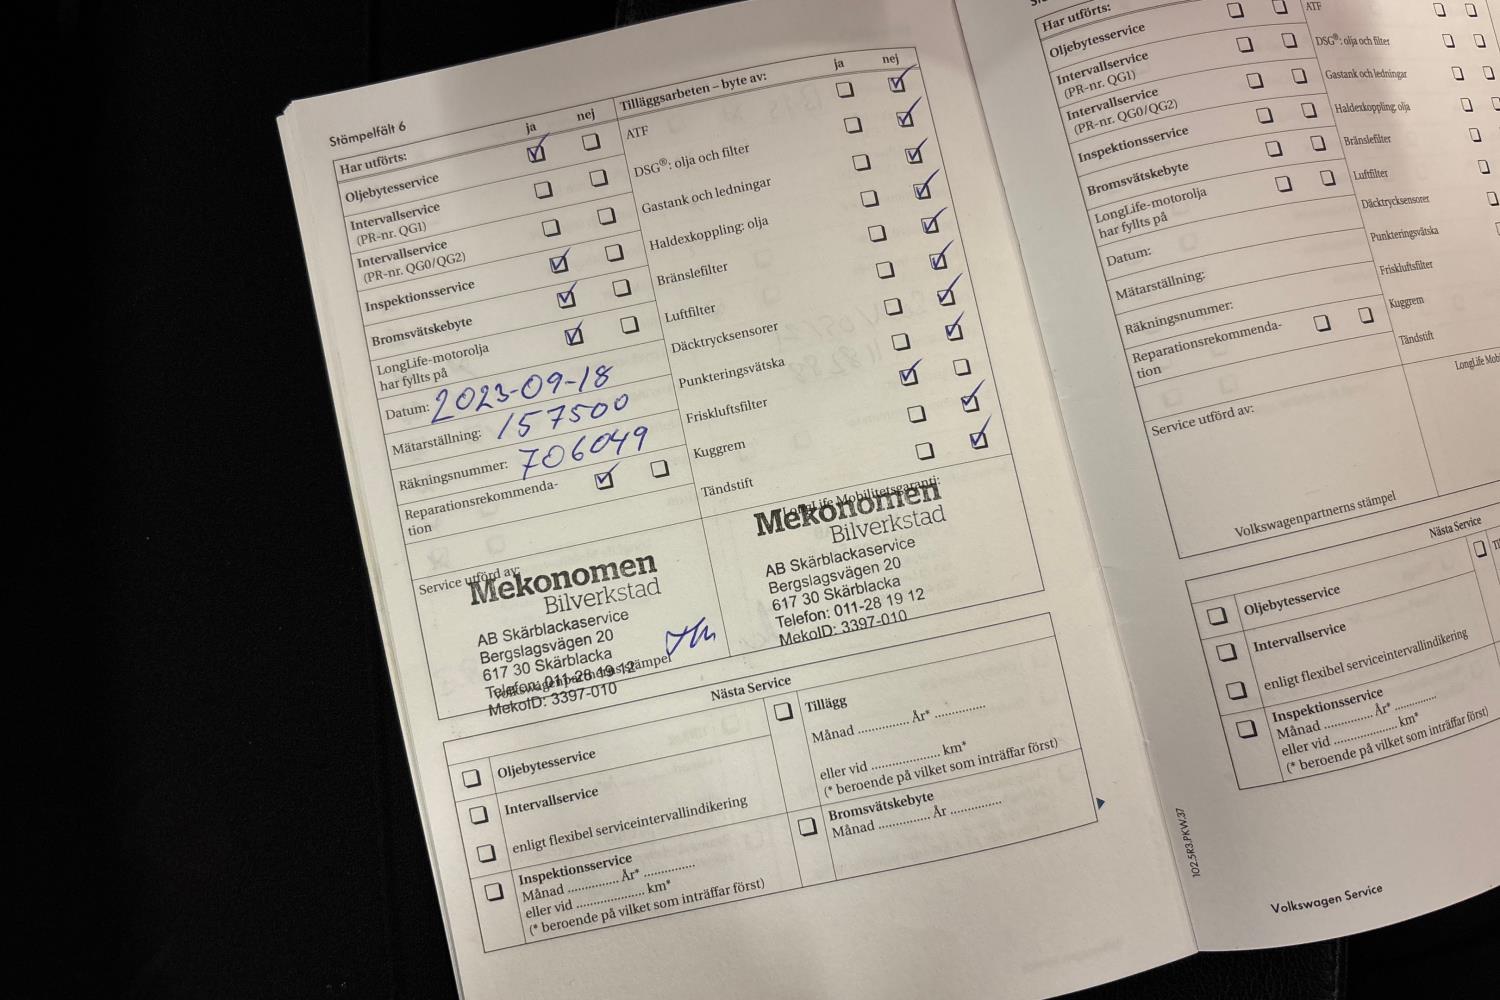 Stämpelfält 6
Har utförts: ja nej
Oljebytesservice
Intervallservice
(PR-nr. QG1)
Intervallservice
(PR-nr. QG0/QG2)
Inspektionsservice
Bromsvätskebyte
LongLife-motorolja
har fyllts på
Datum: 2023-09-18
Mätarställning: 157500
Räkningsnummer: 706049
Reparationsrekommenda-
tion
Tilläggsarbeten – byte av: ja nej
ATF
DSG®: olja och filter
Gastank och ledningar
Haldexkoppling: olja
Bränslefilter
Luftfilter
Däcktrycksensorer
Punkteringsvätska
Friskluftsfilter
Kuggrem
Tändstift
Service utförd av:
Mekonomen
Bilverkstad
AB Skärblackaservice
Bergslagsvägen 20
617 30 Skärblacka
Telefon: 011-28 19 12
MekoID: 3397-010
Volkswagenpartnerns stämpel
LongLife Mobilitetsgaranti:
Mekonomen
Bilverkstad
AB Skärblackaservice
Bergslagsvägen 20
617 30 Skärblacka
Telefon: 011-28 19 12
MekoID: 3397-010
Nästa Service
Oljebytesservice
Intervallservice
enligt flexibel serviceintervallindikering
Inspektionsservice
Månad .............. År* ..............
eller vid ................... km*
(* beroende på vilket som inträffar först)
Tillägg
Månad .............. År* ..............
eller vid ................... km*
(* beroende på vilket som inträffar först)
Bromsvätskebyte
Månad .............. År ..............
Har utförts:
Oljebytesservice
Intervallservice
(PR-nr. QG1)
Intervallservice
(PR-nr. QG0/QG2)
Inspektionsservice
Bromsvätskebyte
LongLife-motorolja
har fyllts på
Datum:
Mätarställning:
Räkningsnummer:
Reparationsrekommenda-
tion
ATF
DSG®: olja och filter
Gastank och ledningar
Haldexkoppling: olja
Bränslefilter
Luftfilter
Däcktrycksensorer
Punkteringsvätska
Friskluftsfilter
Kuggrem
Tändstift
Service utförd av:
Volkswagenpartnerns stämpel
LongLife
Nästa Service
Oljebytesservice
Intervallservice
enligt flexibel serviceintervallindikering
Inspektionsservice
Månad .............. År* ..............
eller vid ................... km*
(* beroende på vilket som inträffar först)
102.5R3.PKW.37
Volkswagen Service